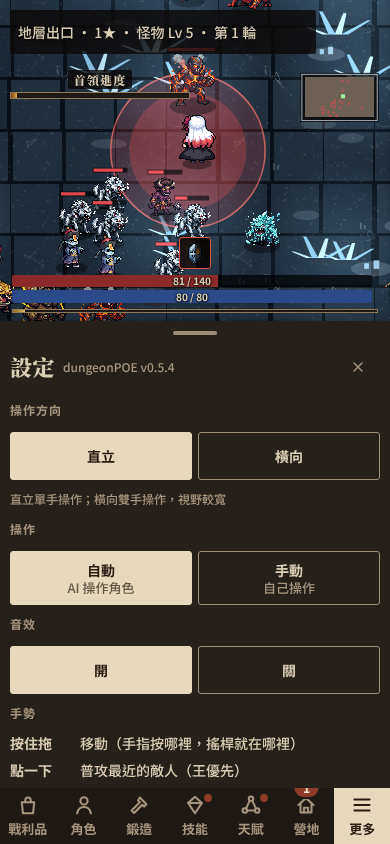 地層出口 · 1★ · 怪物 Lv 5 · 第 1 輪
首領進度
81 / 140
80 / 80
設定 dungeonPOE v0.5.4 ×
操作方向
直立 橫向
直立單手操作；橫向雙手操作，視野較寬
操作
自動 手動
AI 操作角色 自己操作
音效
開 關
手勢
按住拖 移動（手指按哪裡，搖桿就在哪裡）
點一下 普攻最近的敵人（王優先）
1
戰利品 角色 鍛造 技能 天賦 營地 更多